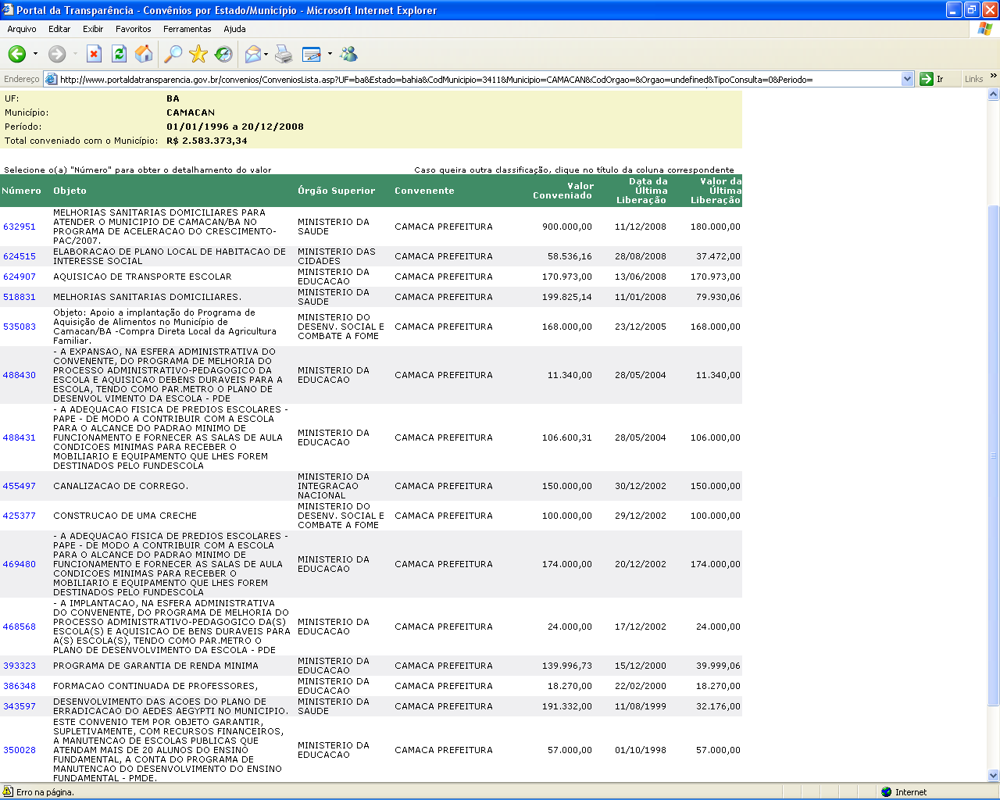 Portal da Transparência - Convênios por Estado/Município - Microsoft Internet Explorer
Arquivo Editar Exibir Favoritos Ferramentas Ajuda
Endereço http://www.portaldatransparencia.gov.br/convenios/ConveniosLista.asp?UF=ba&Estado=bahia&CodMunicipio=3411&Municipio=CAMACAN&CodOrgao=&Orgao=undefined&TipoConsulta=0&Periodo= Ir Links »
UF: BA
Município: CAMACAN
Período: 01/01/1996 a 20/12/2008
Total conveniado com o Município: R$ 2.583.373,34
Selecione o(a) "Número" para obter o detalhamento do valor
Caso queira outra classificação, clique no título da coluna correspondente
Número
Objeto
Órgão Superior
Convenente
Valor
Conveniado
Data da
Última
Liberação
Valor da
Última
Liberação
632951
MELHORIAS SANITARIAS DOMICILIARES PARA
ATENDER O MUNICIPIO DE CAMACAN/BA NO
PROGRAMA DE ACELERACAO DO CRESCIMENTO-
PAC/2007.
MINISTERIO DA
SAUDE
CAMACA PREFEITURA
900.000,00
11/12/2008
180.000,00
624515
ELABORACAO DE PLANO LOCAL DE HABITACAO DE
INTERESSE SOCIAL
MINISTERIO DAS
CIDADES
CAMACA PREFEITURA
58.536,16
28/08/2008
37.472,00
624907
AQUISICAO DE TRANSPORTE ESCOLAR
MINISTERIO DA
EDUCACAO
CAMACA PREFEITURA
170.973,00
13/06/2008
170.973,00
518831
MELHORIAS SANITARIAS DOMICILIARES.
MINISTERIO DA
SAUDE
CAMACA PREFEITURA
199.825,14
11/01/2008
79.930,06
535083
Objeto: Apoio a implantação do Programa de
Aquisição de Alimentos no Município de
Camacan/BA -Compra Direta Local da Agricultura
Familiar.
MINISTERIO DO
DESENV. SOCIAL E
COMBATE A FOME
CAMACA PREFEITURA
168.000,00
23/12/2005
168.000,00
488430
- A EXPANSAO, NA ESFERA ADMINISTRATIVA DO
CONVENENTE, DO PROGRAMA DE MELHORIA DO
PROCESSO ADMINISTRATIVO-PEDAGOGICO DA
ESCOLA E AQUISICAO DEBENS DURAVEIS PARA A
ESCOLA, TENDO COMO PAR.METRO O PLANO DE
DESENVOL VIMENTO DA ESCOLA - PDE
MINISTERIO DA
EDUCACAO
CAMACA PREFEITURA
11.340,00
28/05/2004
11.340,00
488431
- A ADEQUACAO FISICA DE PREDIOS ESCOLARES -
PAPE - DE MODO A CONTRIBUIR COM A ESCOLA
PARA O ALCANCE DO PADRAO MINIMO DE
FUNCIONAMENTO E FORNECER AS SALAS DE AULA
CONDICOES MINIMAS PARA RECEBER O
MOBILIARIO E EQUIPAMENTO QUE LHES FOREM
DESTINADOS PELO FUNDESCOLA
MINISTERIO DA
EDUCACAO
CAMACA PREFEITURA
106.600,31
28/05/2004
106.000,00
455497
CANALIZACAO DE CORREGO.
MINISTERIO DA
INTEGRACAO
NACIONAL
CAMACA PREFEITURA
150.000,00
30/12/2002
150.000,00
425377
CONSTRUCAO DE UMA CRECHE
MINISTERIO DO
DESENV. SOCIAL E
COMBATE A FOME
CAMACA PREFEITURA
100.000,00
29/12/2002
100.000,00
469480
- A ADEQUACAO FISICA DE PREDIOS ESCOLARES -
PAPE - DE MODO A CONTRIBUIR COM A ESCOLA
PARA O ALCANCE DO PADRAO MINIMO DE
FUNCIONAMENTO E FORNECER AS SALAS DE AULA
CONDICOES MINIMAS PARA RECEBER O
MOBILIARIO E EQUIPAMENTO QUE LHES FOREM
DESTINADOS PELO FUNDESCOLA
MINISTERIO DA
EDUCACAO
CAMACA PREFEITURA
174.000,00
20/12/2002
174.000,00
468568
- A IMPLANTACAO, NA ESFERA ADMINISTRATIVA
DO CONVENENTE, DO PROGRAMA DE MELHORIA DO
PROCESSO ADMINISTRATIVO-PEDAGOGICO DA(S)
ESCOLA(S) E AQUISICAO DE BENS DURAVEIS PARA
A(S) ESCOLA(S), TENDO COMO PAR.METRO O
PLANO DE DESENVOLVIMENTO DA ESCOLA - PDE
MINISTERIO DA
EDUCACAO
CAMACA PREFEITURA
24.000,00
17/12/2002
24.000,00
393323
PROGRAMA DE GARANTIA DE RENDA MINIMA
MINISTERIO DA
EDUCACAO
CAMACA PREFEITURA
139.996,73
15/12/2000
39.999,06
386348
FORMACAO CONTINUADA DE PROFESSORES,
MINISTERIO DA
EDUCACAO
CAMACA PREFEITURA
18.270,00
22/02/2000
18.270,00
343597
DESENVOLVIMENTO DAS ACOES DO PLANO DE
ERRADICACAO DO AEDES AEGYPTI NO MUNICIPIO.
MINISTERIO DA
SAUDE
CAMACA PREFEITURA
191.332,00
11/08/1999
32.176,00
350028
ESTE CONVENIO TEM POR OBJETO GARANTIR,
SUPLETIVAMENTE, COM RECURSOS FINANCEIROS,
A MANUTENCAO DE ESCOLAS PUBLICAS QUE
ATENDAM MAIS DE 20 ALUNOS DO ENSINO
FUNDAMENTAL, A CONTA DO PROGRAMA DE
MANUTENCAO DO DESENVOLVIMENTO DO ENSINO
FUNDAMENTAL - PMDE.
MINISTERIO DA
EDUCACAO
CAMACA PREFEITURA
57.000,00
01/10/1998
57.000,00
Erro na página.
Internet